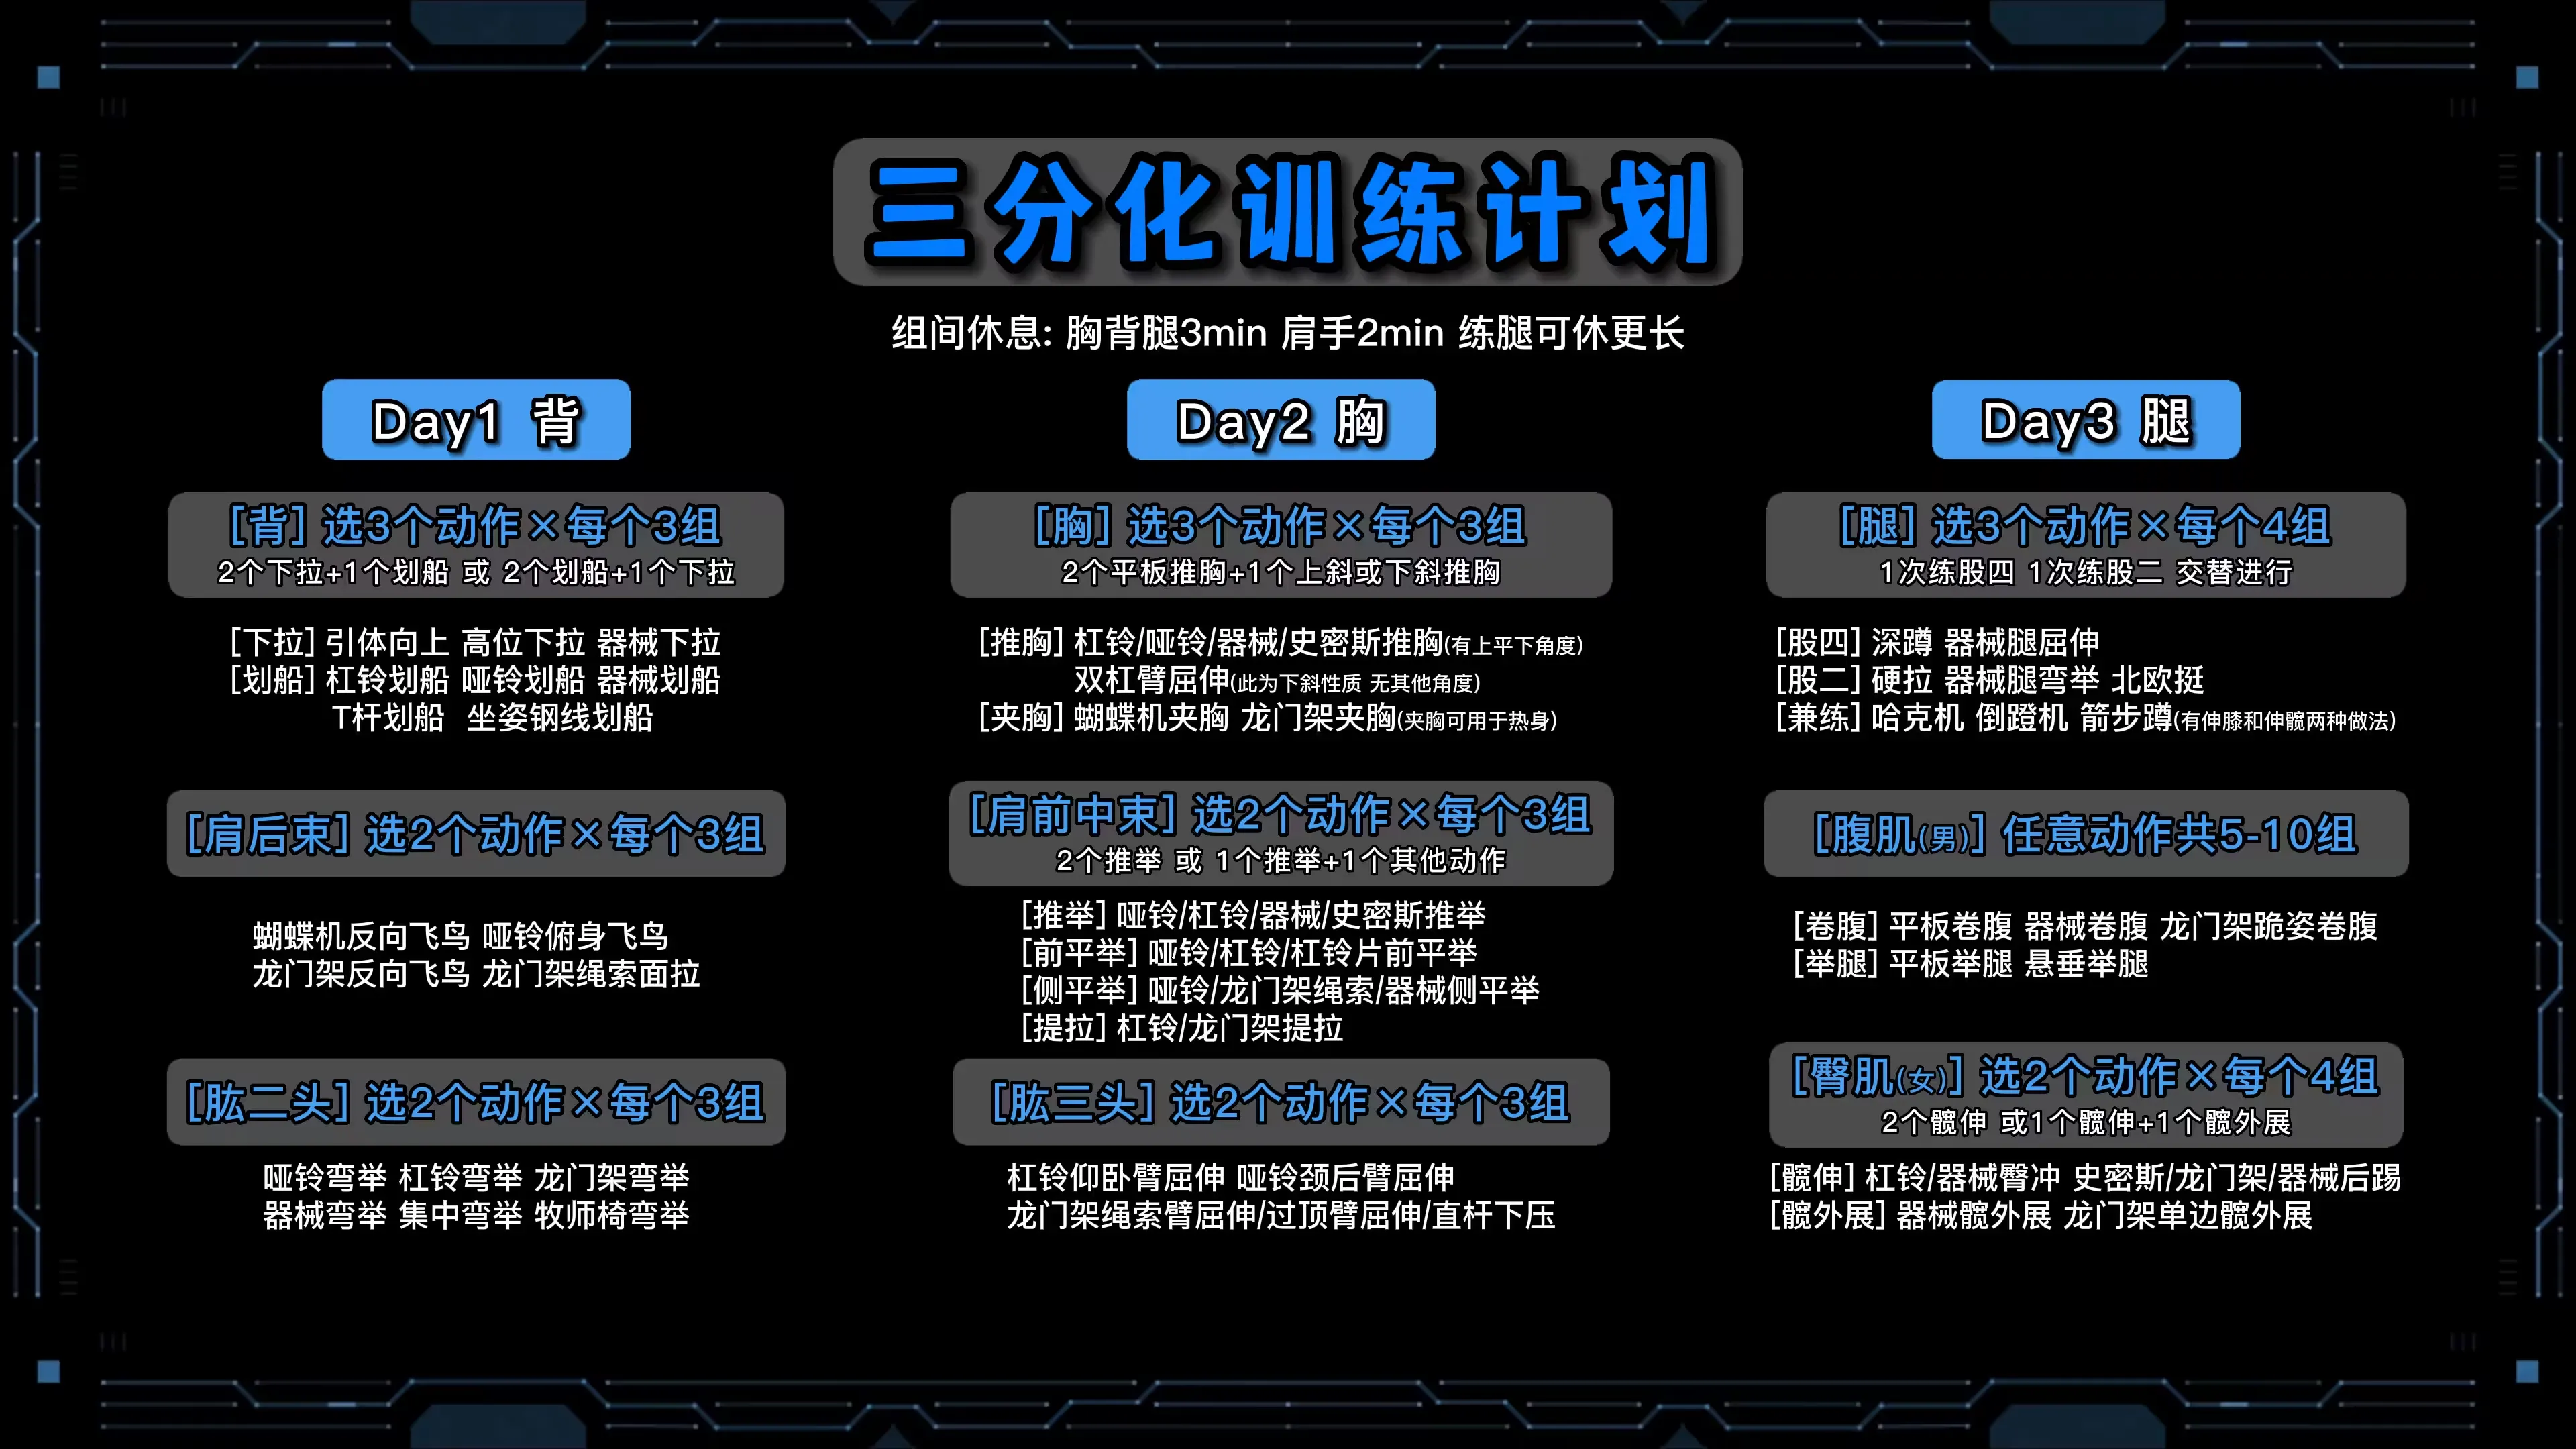 三分化训练计划
组间休息: 胸背腿3min 肩手2min 练腿可休更长
Day1 背
[背] 选3个动作×每个3组
2个下拉+1个划船 或 2个划船+1个下拉
[下拉] 引体向上 高位下拉 器械下拉
[划船] 杠铃划船 哑铃划船 器械划船
T杆划船 坐姿钢线划船
[肩后束] 选2个动作×每个3组
蝴蝶机反向飞鸟 哑铃俯身飞鸟
龙门架反向飞鸟 龙门架绳索面拉
[肱二头] 选2个动作×每个3组
哑铃弯举 杠铃弯举 龙门架弯举
器械弯举 集中弯举 牧师椅弯举
Day2 胸
[胸] 选3个动作×每个3组
2个平板推胸+1个上斜或下斜推胸
[推胸] 杠铃/哑铃/器械/史密斯推胸(有上平下角度)
双杠臂屈伸(此为下斜性质 无其他角度)
[夹胸] 蝴蝶机夹胸 龙门架夹胸(夹胸可用于热身)
[肩前中束] 选2个动作×每个3组
2个推举 或 1个推举+1个其他动作
[推举] 哑铃/杠铃/器械/史密斯推举
[前平举] 哑铃/杠铃/杠铃片前平举
[侧平举] 哑铃/龙门架绳索/器械侧平举
[提拉] 杠铃/龙门架提拉
[肱三头] 选2个动作×每个3组
杠铃仰卧臂屈伸 哑铃颈后臂屈伸
龙门架绳索臂屈伸/过顶臂屈伸/直杆下压
Day3 腿
[腿] 选3个动作×每个4组
1次练股四 1次练股二 交替进行
[股四] 深蹲 器械腿屈伸
[股二] 硬拉 器械腿弯举 北欧挺
[兼练] 哈克机 倒蹬机 箭步蹲(有伸膝和伸髋两种做法)
[腹肌(男)] 任意动作共5-10组
[卷腹] 平板卷腹 器械卷腹 龙门架跪姿卷腹
[举腿] 平板举腿 悬垂举腿
[臀肌(女)] 选2个动作×每个4组
2个髋伸 或1个髋伸+1个髋外展
[髋伸] 杠铃/器械臀冲 史密斯/龙门架/器械后踢
[髋外展] 器械髋外展 龙门架单边髋外展